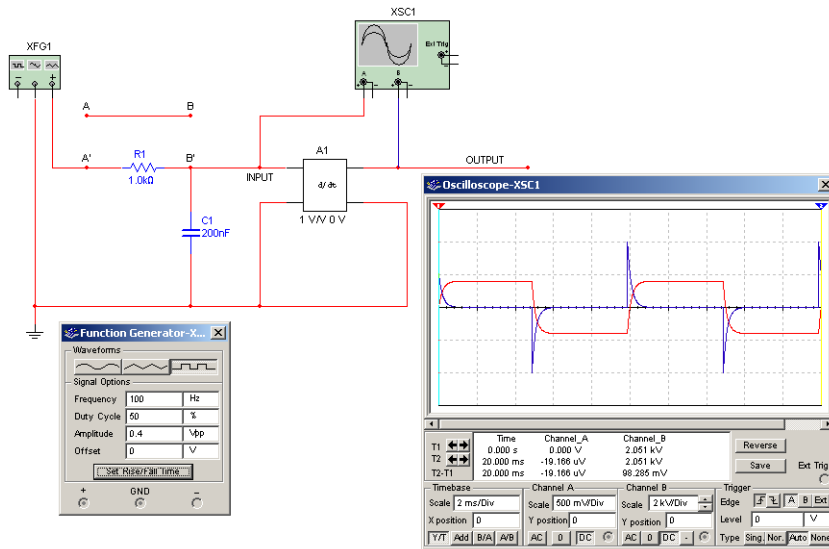 XSC1
XFG1
Ext Trig
A B
A B
A' R1 B' INPUT A1 OUTPUT
1.0kΩ
d/dt
1 V/V 0 V
C1
200nF
Oscilloscope-XSC1
Function Generator-X...
Waveforms
Signal Options
Frequency 100 Hz
Duty Cycle 50 %
Amplitude 0.4 Vpp
Offset 0 V
Set Rise/Fall Time
+ GND -
Time Channel_A Channel_B
T1 0.000 s 0.000 V 2.051 kV
T2 20.000 ms -19.166 uV 2.051 kV
T2-T1 20.000 ms -19.166 uV 98.285 mV
Reverse
Save
Ext Trig
Timebase Channel A Channel B Trigger
Scale 2 ms/Div Scale 500 mV/Div Scale 2 kV/Div Edge A B Ext
X position 0 Y position 0 Y position 0 Level 0 V
Y/T Add B/A A/B AC 0 DC AC 0 DC - Type Sing. Nor. Auto None